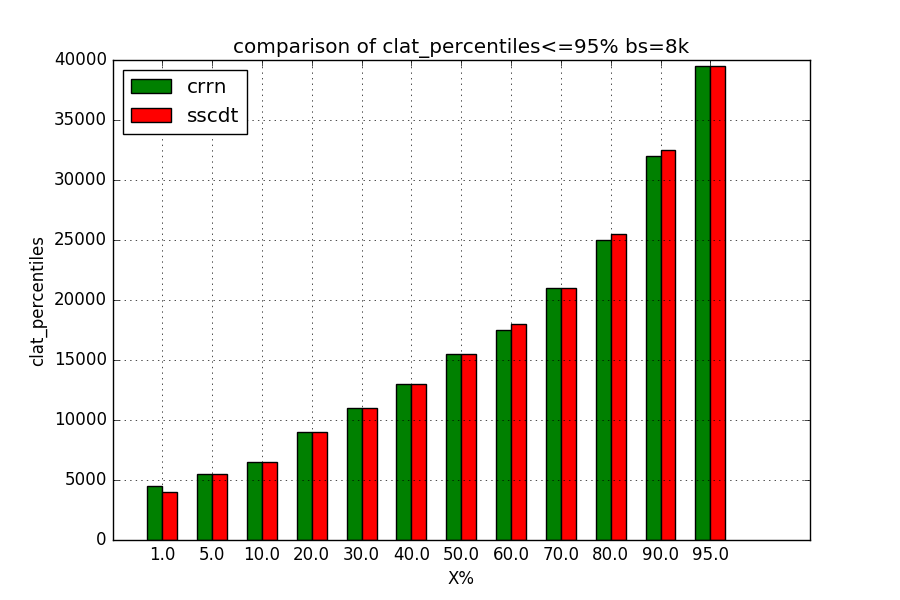 comparison of clat_percentiles<=95% bs=8k
crrn
sscdt
40000
35000
30000
25000
20000
15000
10000
5000
0
clat_percentiles
1.0 5.0 10.0 20.0 30.0 40.0 50.0 60.0 70.0 80.0 90.0 95.0
X%